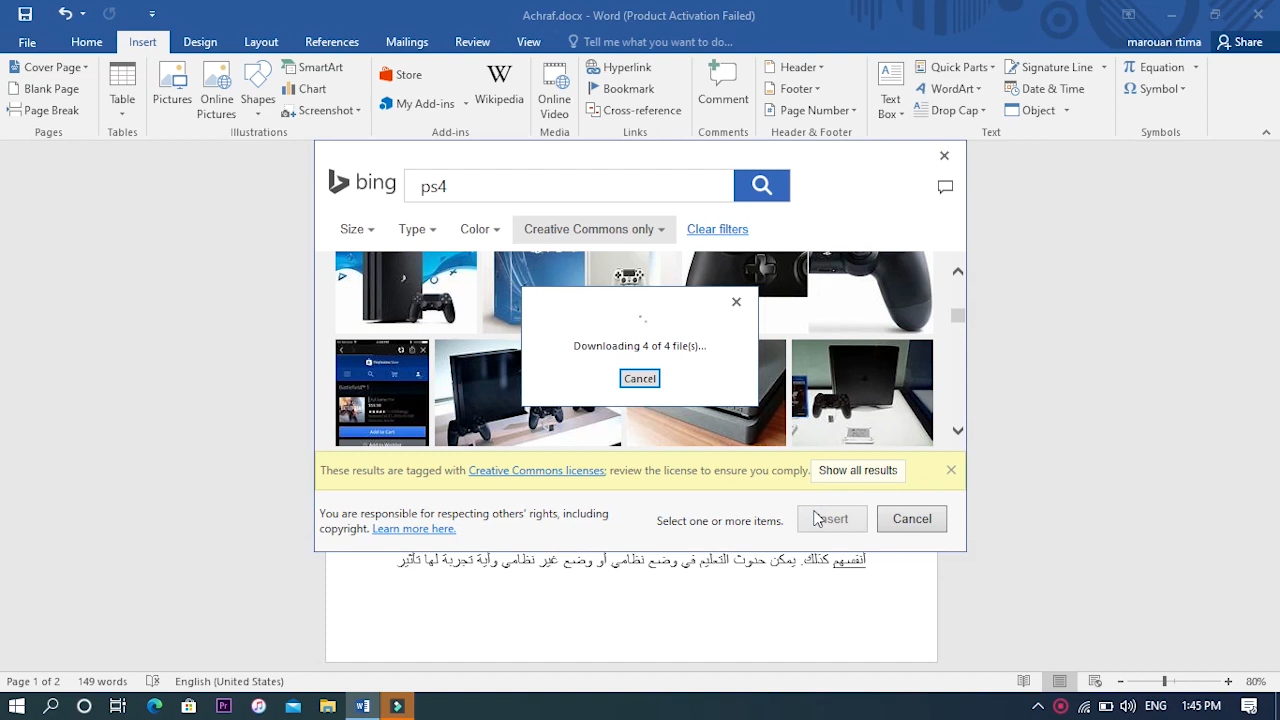 Achraf.docx - Word (Product Activation Failed)
File Home Insert Design Layout References Mailings Review View Tell me what you want to do... marouan rtima Share
Cover Page
Blank Page
Page Break
Pages
Table
Tables
Pictures
Online Pictures
Shapes
SmartArt
Chart
Screenshot
Illustrations
Store
My Add-ins
Wikipedia
Add-ins
Online Video
Media
Hyperlink
Bookmark
Cross-reference
Links
Comment
Comments
Header
Footer
Page Number
Header & Footer
Text Box
Quick Parts
WordArt
Drop Cap
Signature Line
Date & Time
Object
Text
Equation
Symbol
Symbols
bing
ps4
Size Type Color Creative Commons only Clear filters
Downloading 4 of 4 file(s)...
Cancel
Battlefield™ 1
Add to Cart
These results are tagged with Creative Commons licenses; review the license to ensure you comply. Show all results
You are responsible for respecting others' rights, including
copyright. Learn more here.
Select one or more items.
Insert
Cancel
أنفسهم كذلك. يمكن حدوث التعليم في وضع نظامي أو وضع غير نظامي وأية تجربة لها تأثير
Page 1 of 2 149 words English (United States) 80%
Pr
1:45 PM